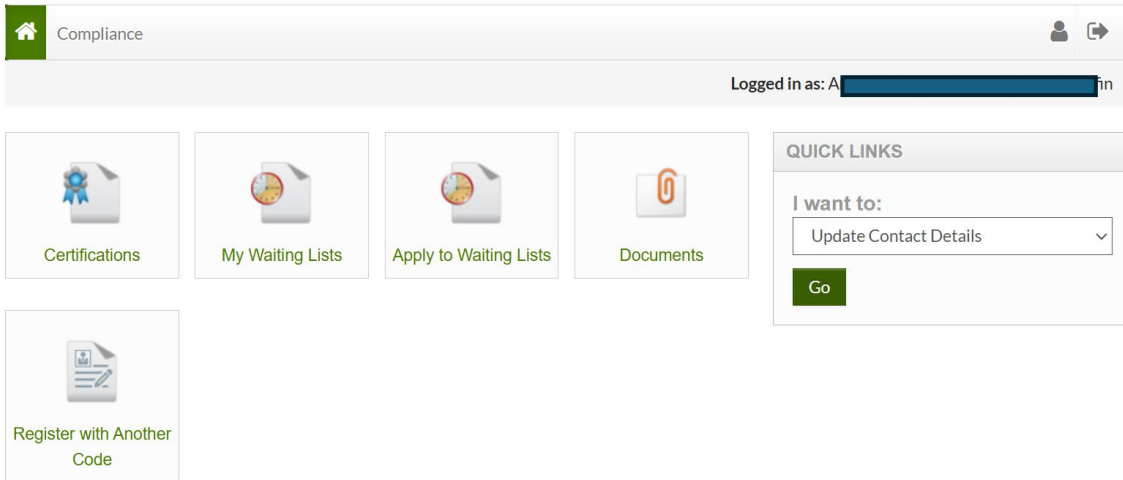 Compliance
Logged in as: A
fin
Certifications
My Waiting Lists
Apply to Waiting Lists
Documents
QUICK LINKS
I want to:
Update Contact Details
Go
Register with Another
Code